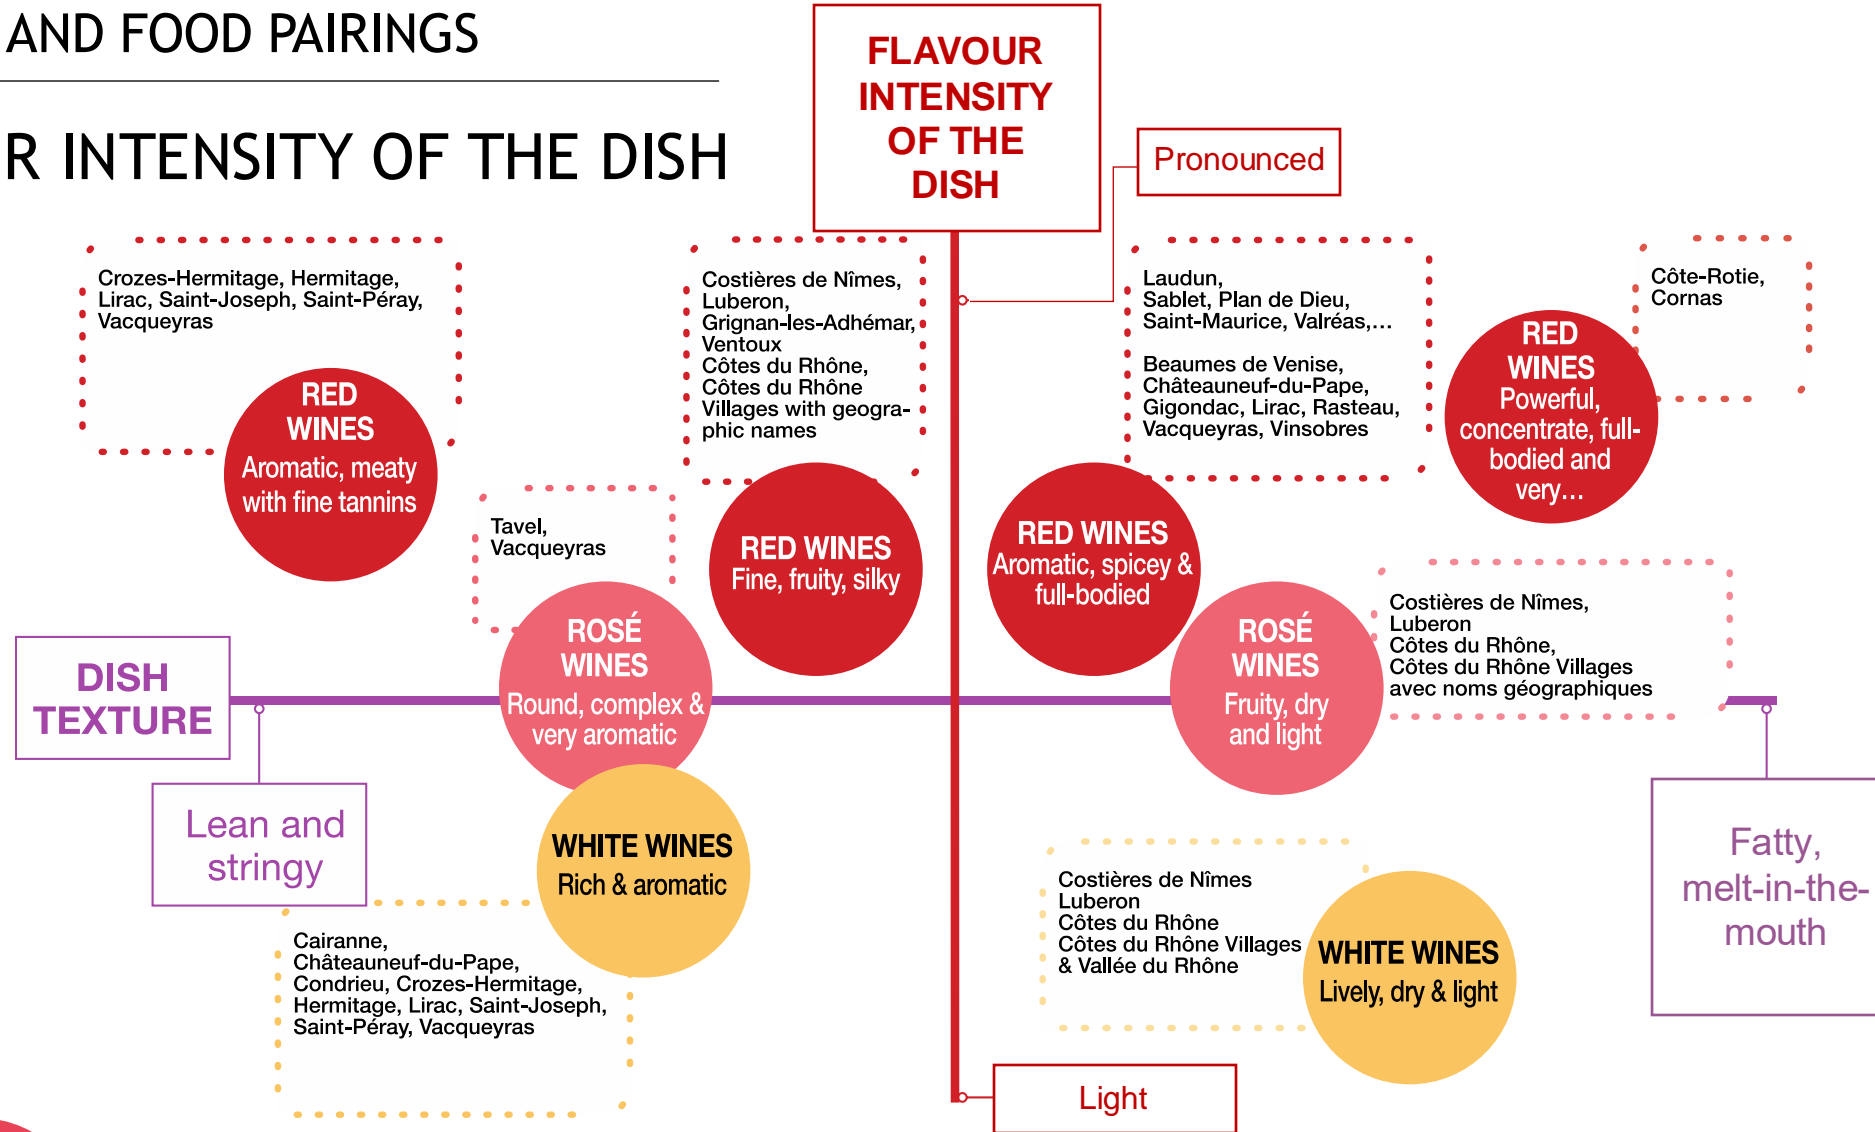 AND FOOD PAIRINGS
R INTENSITY OF THE DISH
FLAVOUR
INTENSITY
OF THE
DISH
Pronounced
Crozes-Hermitage, Hermitage,
Lirac, Saint-Joseph, Saint-Péray,
Vacqueyras
RED
WINES
Aromatic, meaty
with fine tannins
Costières de Nîmes,
Luberon,
Grignan-les-Adhémar,
Ventoux
Côtes du Rhône,
Côtes du Rhône
Villages with geogra-
phic names
RED WINES
Fine, fruity, silky
Laudun,
Sablet, Plan de Dieu,
Saint-Maurice, Valréas,…
Beaumes de Venise,
Châteauneuf-du-Pape,
Gigondac, Lirac, Rasteau,
Vacqueyras, Vinsobres
RED WINES
Aromatic, spicey &
full-bodied
Côte-Rotie,
Cornas
RED
WINES
Powerful,
concentrate, full-
bodied and
very…
Tavel,
Vacqueyras
ROSÉ
WINES
Round, complex &
very aromatic
ROSÉ
WINES
Fruity, dry
and light
Costières de Nîmes,
Luberon
Côtes du Rhône,
Côtes du Rhône Villages
avec noms géographiques
DISH
TEXTURE
Lean and
stringy
WHITE WINES
Rich & aromatic
Cairanne,
Châteauneuf-du-Pape,
Condrieu, Crozes-Hermitage,
Hermitage, Lirac, Saint-Joseph,
Saint-Péray, Vacqueyras
Costières de Nîmes
Luberon
Côtes du Rhône
Côtes du Rhône Villages
& Vallée du Rhône
WHITE WINES
Lively, dry & light
Fatty,
melt-in-the-
mouth
Light